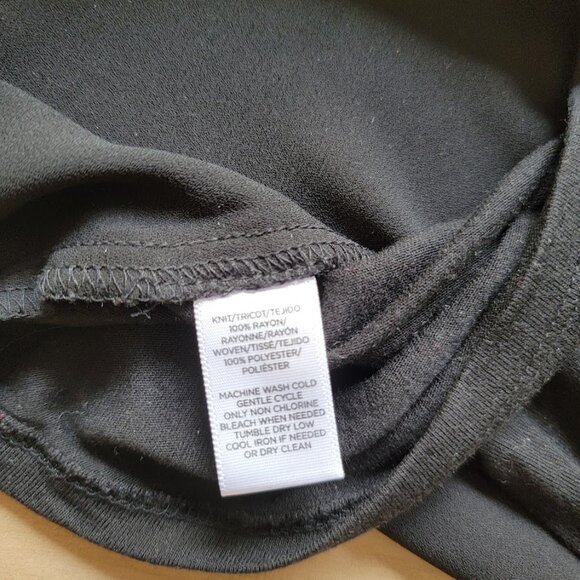 KNIT/TRICOT/TEJIDO
100% RAYON/
RAYONNE/RAYÓN
WOVEN/TISSÉ/TEJIDO
100% POLYESTER/
POLIÉSTER
MACHINE WASH COLD
GENTLE CYCLE
ONLY NON CHLORINE
BLEACH WHEN NEEDED
TUMBLE DRY LOW
COOL IRON IF NEEDED
OR DRY CLEAN